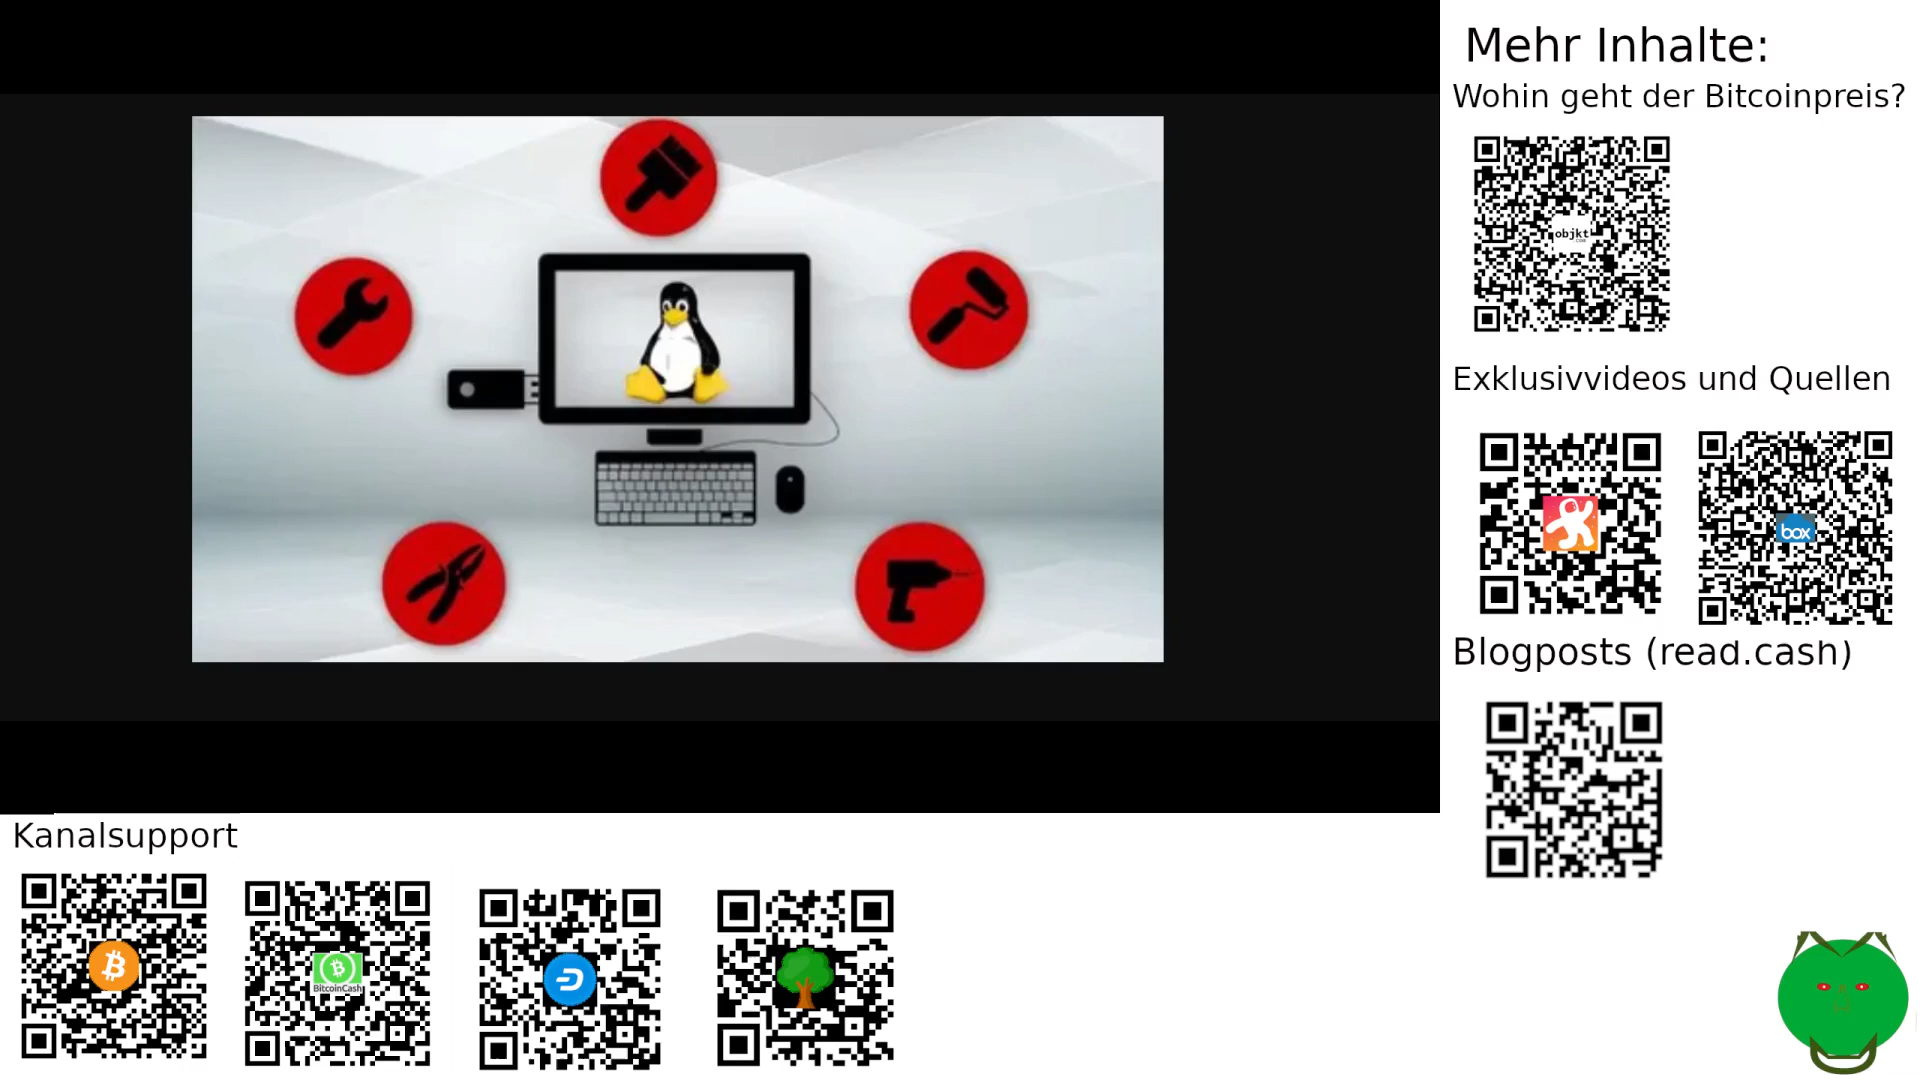 Mehr Inhalte:
Wohin geht der Bitcoinpreis?
objkt
Exklusivvideos und Quellen
box
Blogposts (read.cash)
Kanalsupport
BitcoinCash